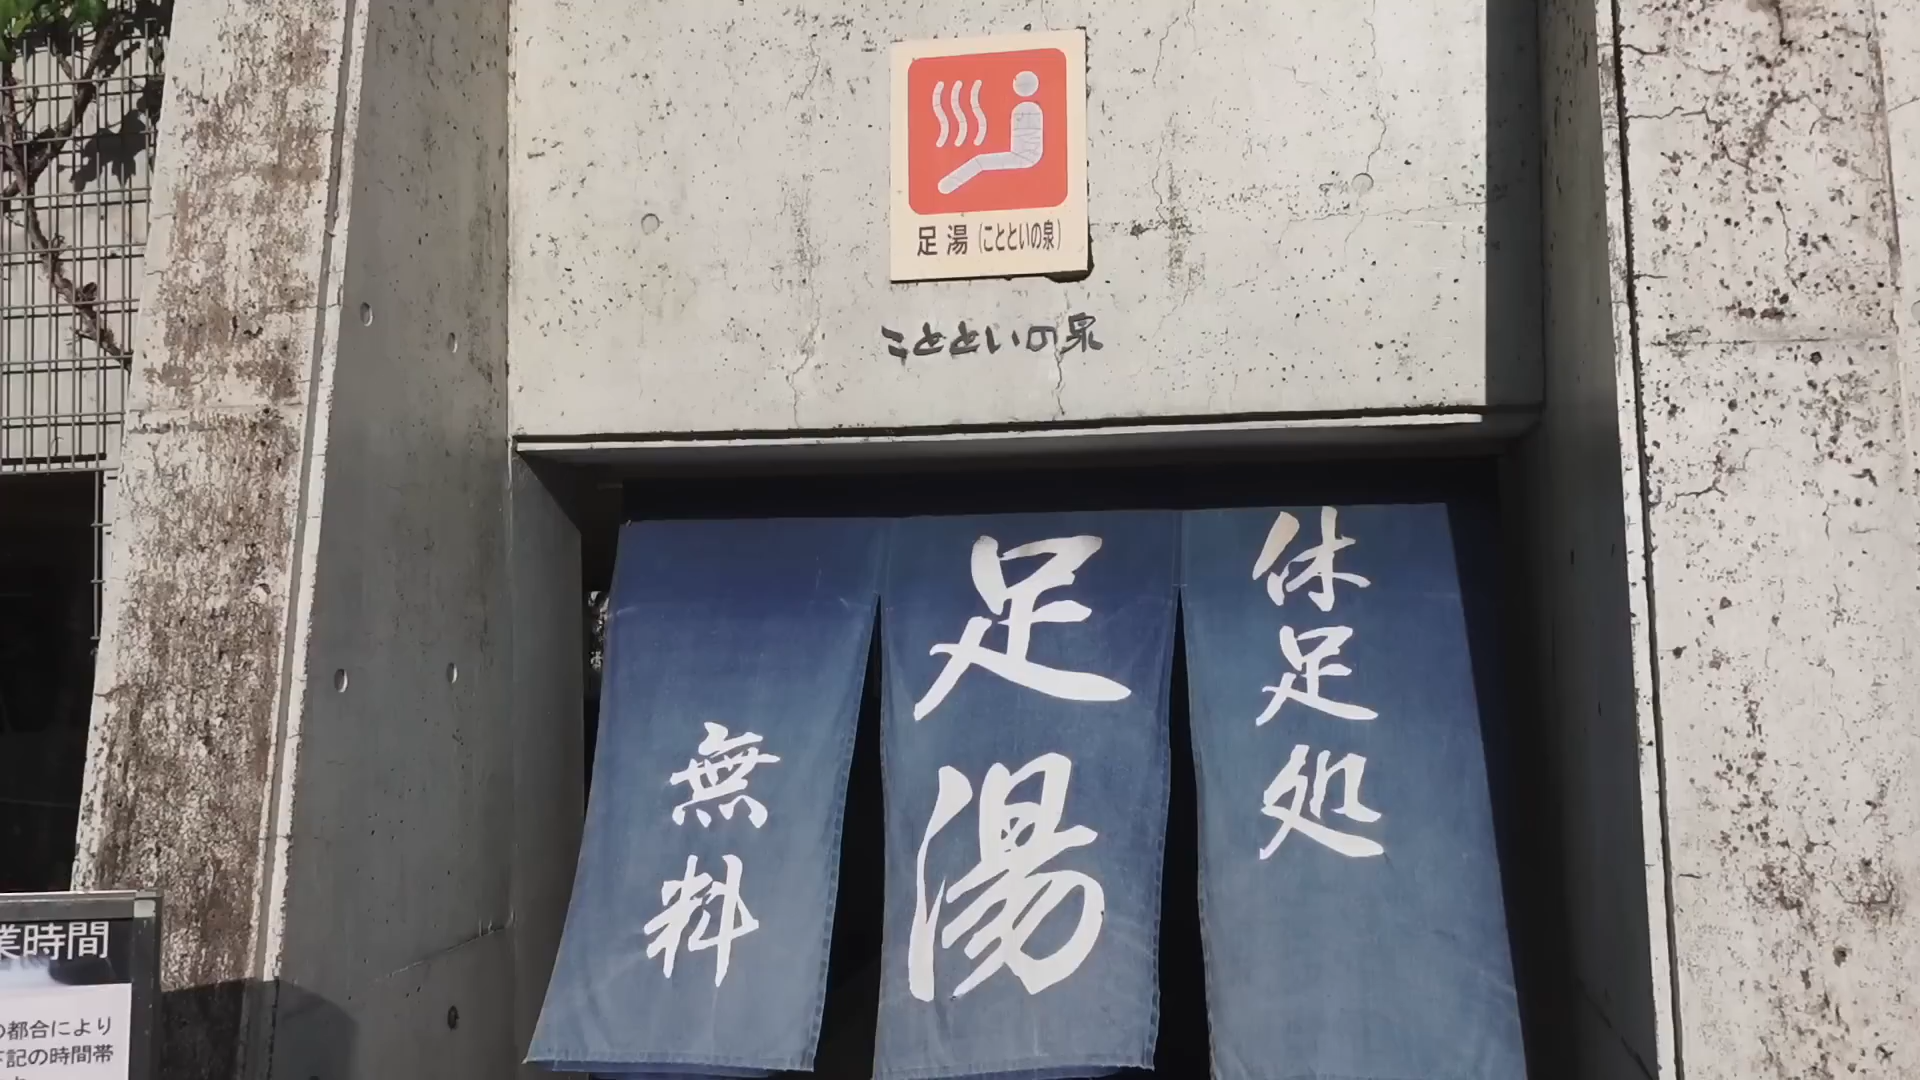 足湯(ことといの泉)
ことといの泉
休足処
足湯
無料
業時間
の都合により
下記の時間帯